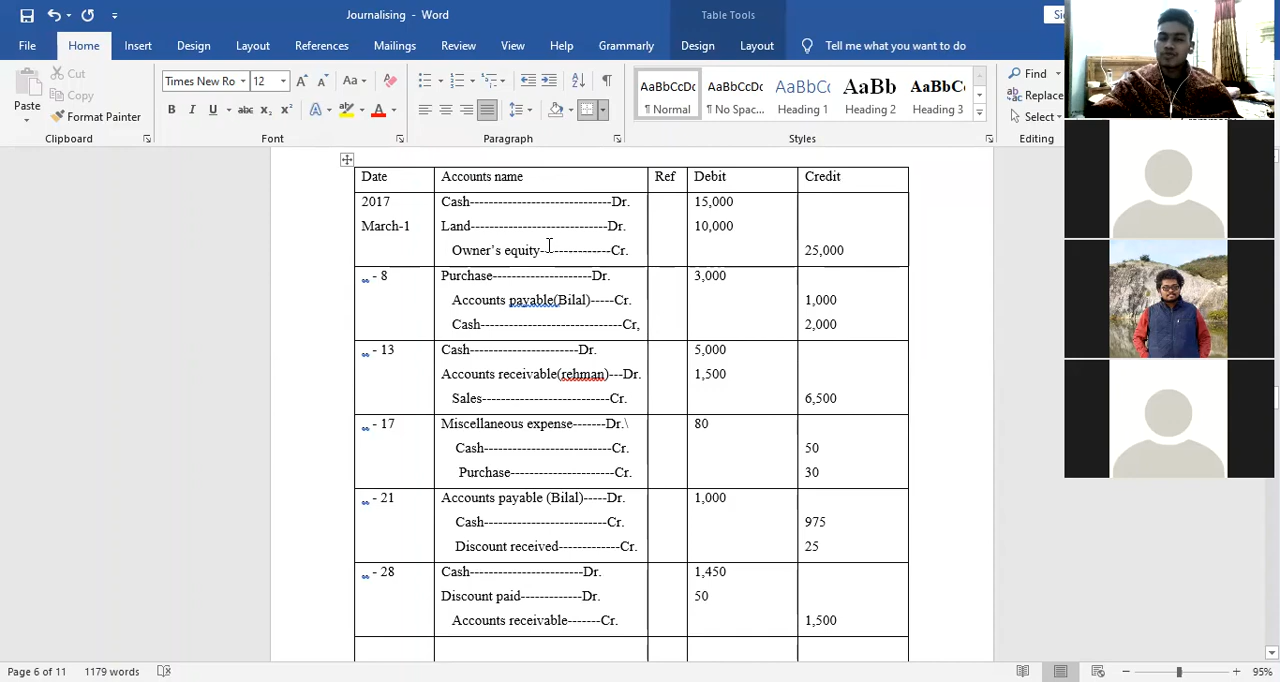 Journalising - Word
Table Tools
File
Home
Insert
Design
Layout
References
Mailings
Review
View
Help
Grammarly
Design
Layout
Tell me what you want to do
Paste
Cut
Copy
Format Painter
Clipboard
Times New Ro
12
Font
Paragraph
AaBbCcDc
¶ Normal
AaBbCcDc
¶ No Spac...
AaBbCc
Heading 1
AaBb
Heading 2
AaBbC
Heading 3
Styles
Find
Replace
Select
Editing
Date Accounts name Ref Debit Credit
2017 Cash------------------------------Dr. 15,000
March-1 Land-----------------------------Dr. 10,000
Owner's equity---------------Cr. 25,000
„ - 8 Purchase---------------------Dr. 3,000
Accounts payable(Bilal)-----Cr. 1,000
Cash------------------------------Cr, 2,000
„ - 13 Cash-----------------------Dr. 5,000
Accounts receivable(rehman)---Dr. 1,500
Sales---------------------------Cr. 6,500
„ - 17 Miscellaneous expense-------Dr.\ 80
Cash--------------------------Cr. 50
Purchase----------------------Cr. 30
„ - 21 Accounts payable (Bilal)-----Dr. 1,000
Cash--------------------------Cr. 975
Discount received-------------Cr. 25
„ - 28 Cash------------------------Dr. 1,450
Discount paid-------------Dr. 50
Accounts receivable-------Cr. 1,500
Page 6 of 11
1179 words
95%